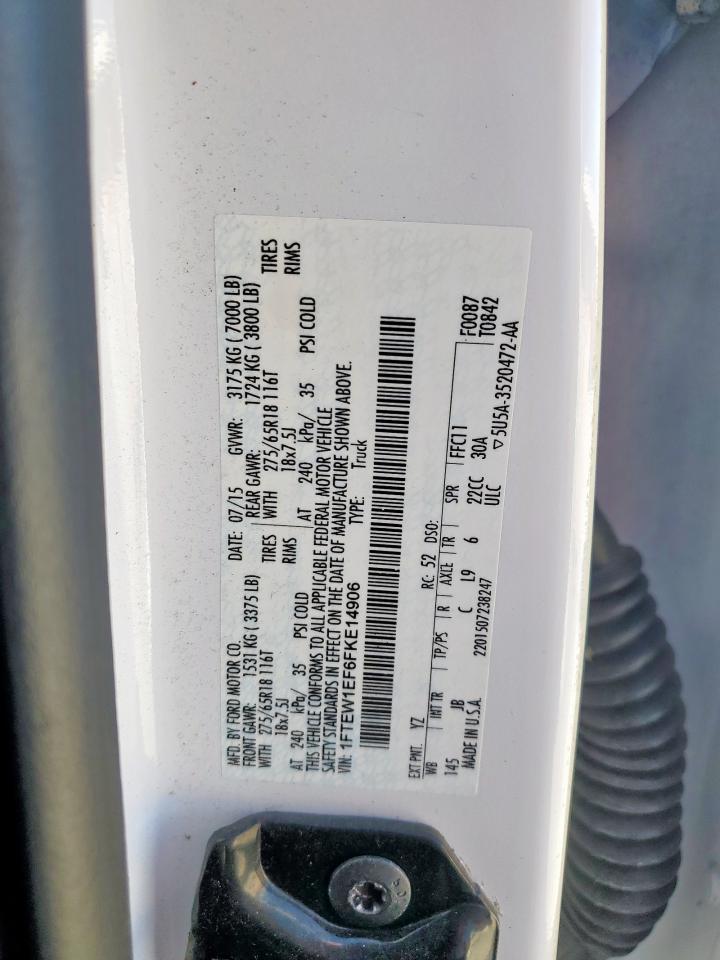 MFD. BY FORD MOTOR CO. DATE: 07/15 GVWR: 3175 KG ( 7000 LB)
FRONT GAWR: 1531 KG ( 3375 LB) REAR GAWR: 1724 KG ( 3800 LB)
WITH 275/65R18 116T TIRES WITH 275/65R18 116T TIRES
18x7.5J RIMS 18x7.5J RIMS
AT 240 kPa/ 35 PSI COLD AT 240 kPa/ 35 PSI COLD
THIS VEHICLE CONFORMS TO ALL APPLICABLE FEDERAL MOTOR VEHICLE
SAFETY STANDARDS IN EFFECT ON THE DATE OF MANUFACTURE SHOWN ABOVE.
VIN: 1FTEW1EF6FKE14906 TYPE: Truck
EXT PNT: YZ RC: 52 DSO: F0087
WB INT TR TP/PS R AXLE TR SPR FFC11 T0842
145 JB C L9 6 22CC 30A
MADE IN U.S.A. 2201507238247 ULC ▽5U5A-3520472-AA